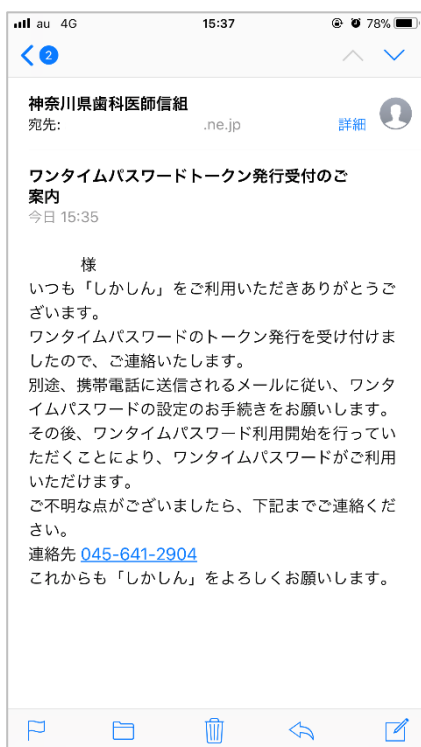 au 4G 15:37 78%
2
神奈川県歯科医師信組
宛先: .ne.jp 詳細
ワンタイムパスワードトークン発行受付のご
案内
今日 15:35
様
いつも「しかしん」をご利用いただきありがとうご
ざいます。
ワンタイムパスワードのトークン発行を受け付けま
したので、ご連絡いたします。
別途、携帯電話に送信されるメールに従い、ワンタ
イムパスワードの設定のお手続きをお願いします。
その後、ワンタイムパスワード利用開始を行ってい
ただくことにより、ワンタイムパスワードがご利用
いただけます。
ご不明な点がございましたら、下記までご連絡くだ
さい。
連絡先 045-641-2904
これからも「しかしん」をよろしくお願いします。